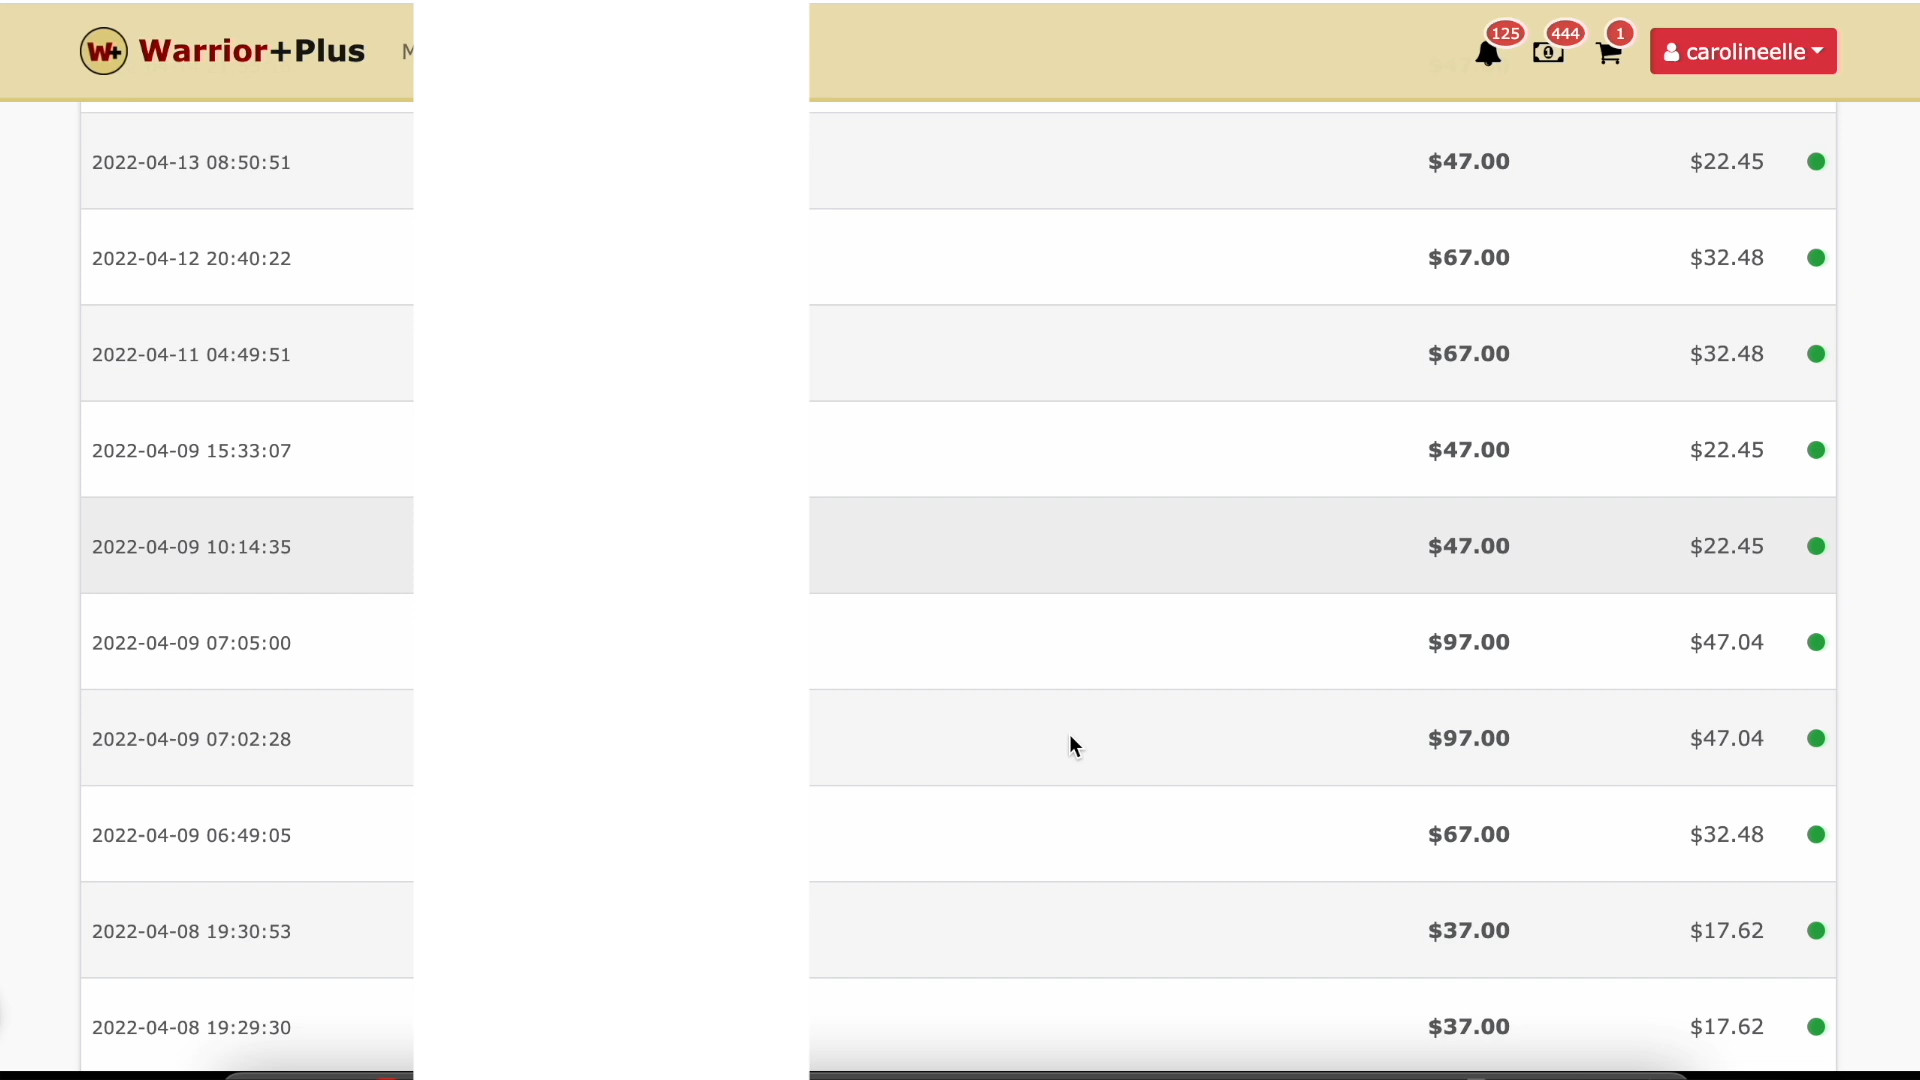 W+ Warrior+Plus M 125 444 1 carolineelle
2022-04-13 08:50:51 $47.00 $22.45
2022-04-12 20:40:22 $67.00 $32.48
2022-04-11 04:49:51 $67.00 $32.48
2022-04-09 15:33:07 $47.00 $22.45
2022-04-09 10:14:35 $47.00 $22.45
2022-04-09 07:05:00 $97.00 $47.04
2022-04-09 07:02:28 $97.00 $47.04
2022-04-09 06:49:05 $67.00 $32.48
2022-04-08 19:30:53 $37.00 $17.62
2022-04-08 19:29:30 $37.00 $17.62